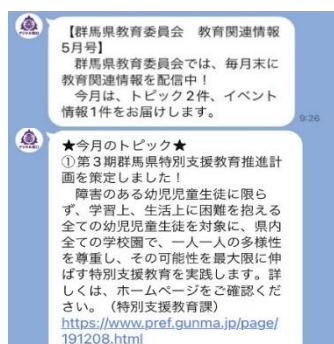 【群馬県教育委員会 教育関連情報
5月号】
　群馬県教育委員会では、毎月末に
教育関連情報を配信中！
　今月は、トピック2件、イベント
情報1件をお届けします。
9:26
★今月のトピック★
①第3期群馬県特別支援教育推進計
画を策定しました！
　障害のある幼児児童生徒に限ら
ず、学習上、生活上に困難を抱える
全ての幼児児童生徒を対象に、県内
全ての学校園で、一人一人の多様性
を尊重し、その可能性を最大限に伸
ばす特別支援教育を実践します。詳
しくは、ホームページをご確認くだ
さい。（特別支援教育課）
https://www.pref.gunma.jp/page/
191208.html